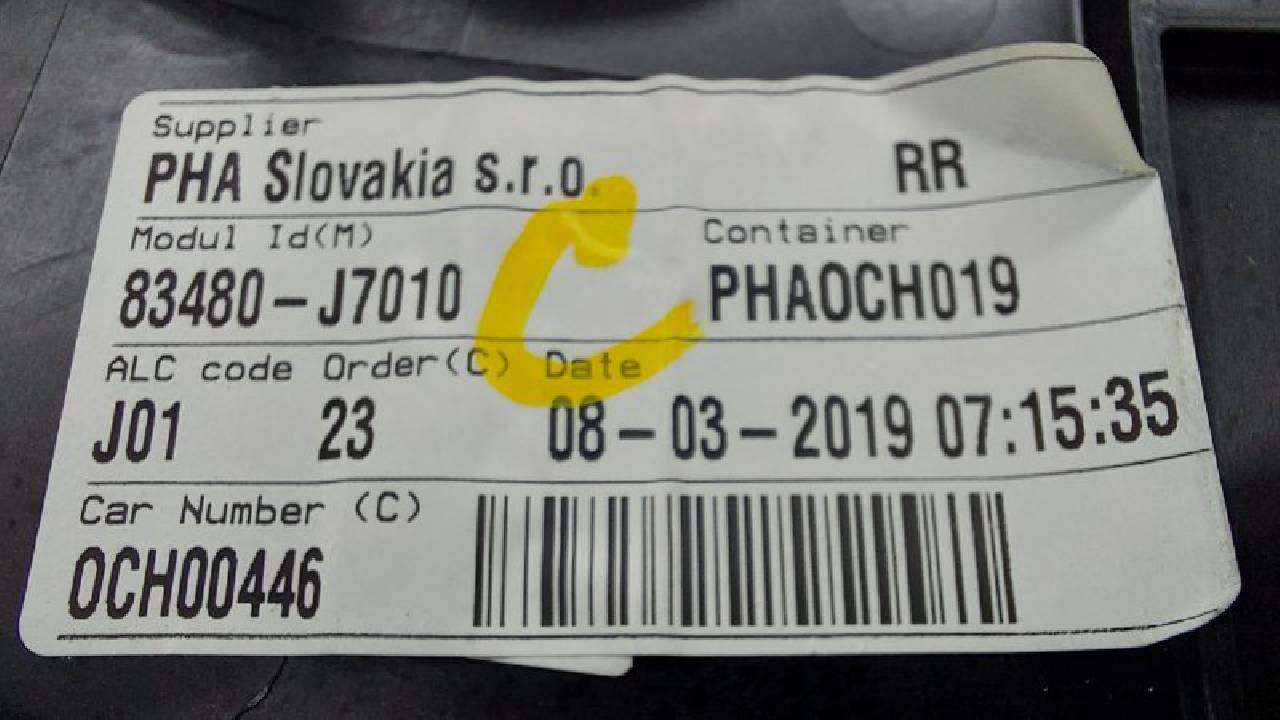 Supplier
PHA Slovakia s.r.o. RR
Modul Id(M) Container
83480-J7010 PHAOCH019
C
ALC code Order(C) Date
J01 23 08-03-2019 07:15:35
Car Number (C)
OCH00446